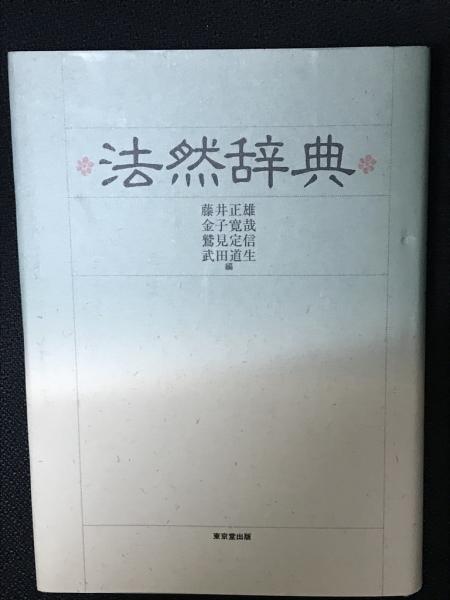 法然辞典
藤井正雄
金子寛哉
鷲見定信
武田道生
編
東京堂出版